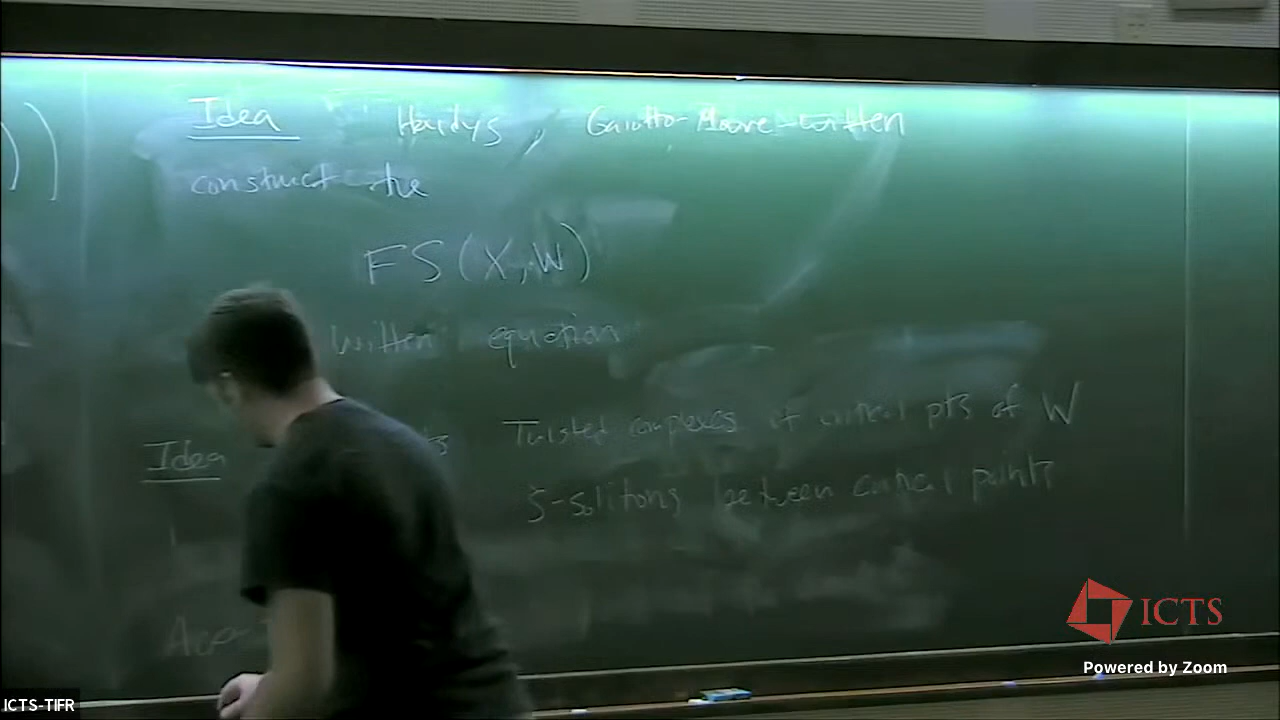 ))
Idea Haydys, Gaiotto-Moore-Witten
construct the
FS(X,W)
Witten equation
Idea Twisted complexes of critical pts of W
ζ-solitons between critical points
ICTS
Powered by Zoom
ICTS-TIFR